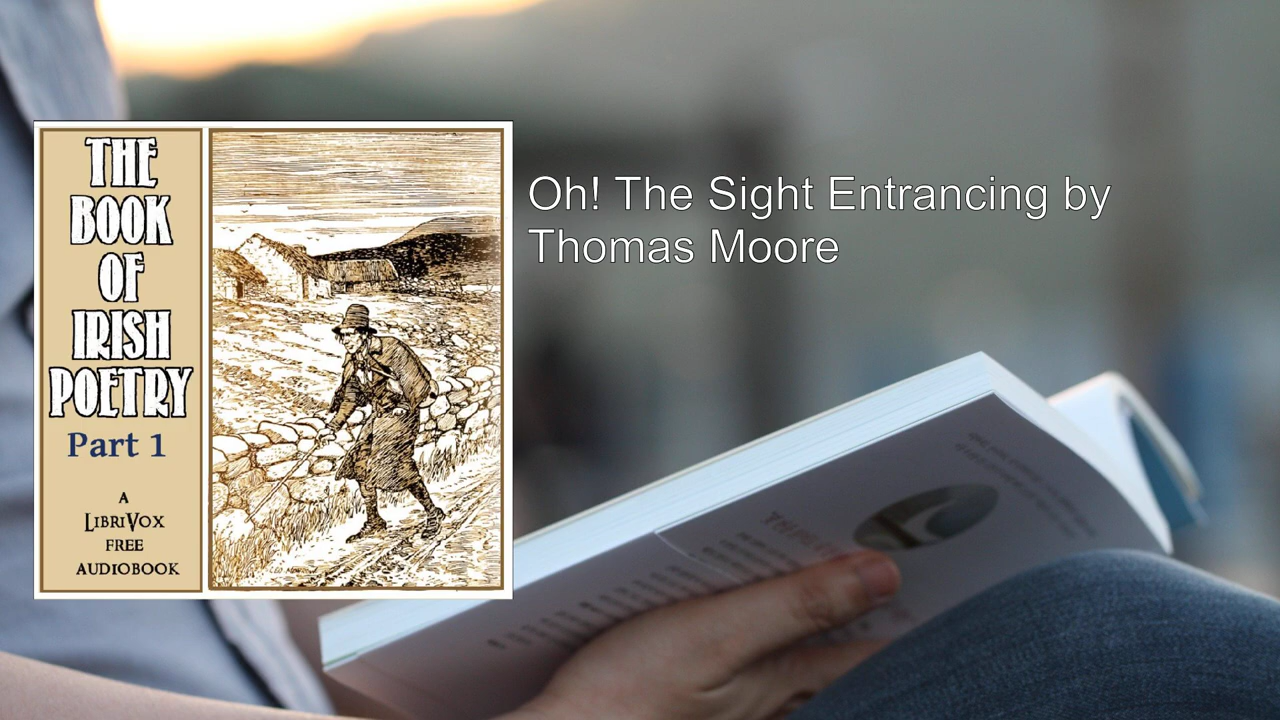 THE
BOOK
OF
IRISH
POETRY
Part 1
A
LIBRIVOX
FREE
AUDIOBOOK
Oh! The Sight Entrancing by
Thomas Moore